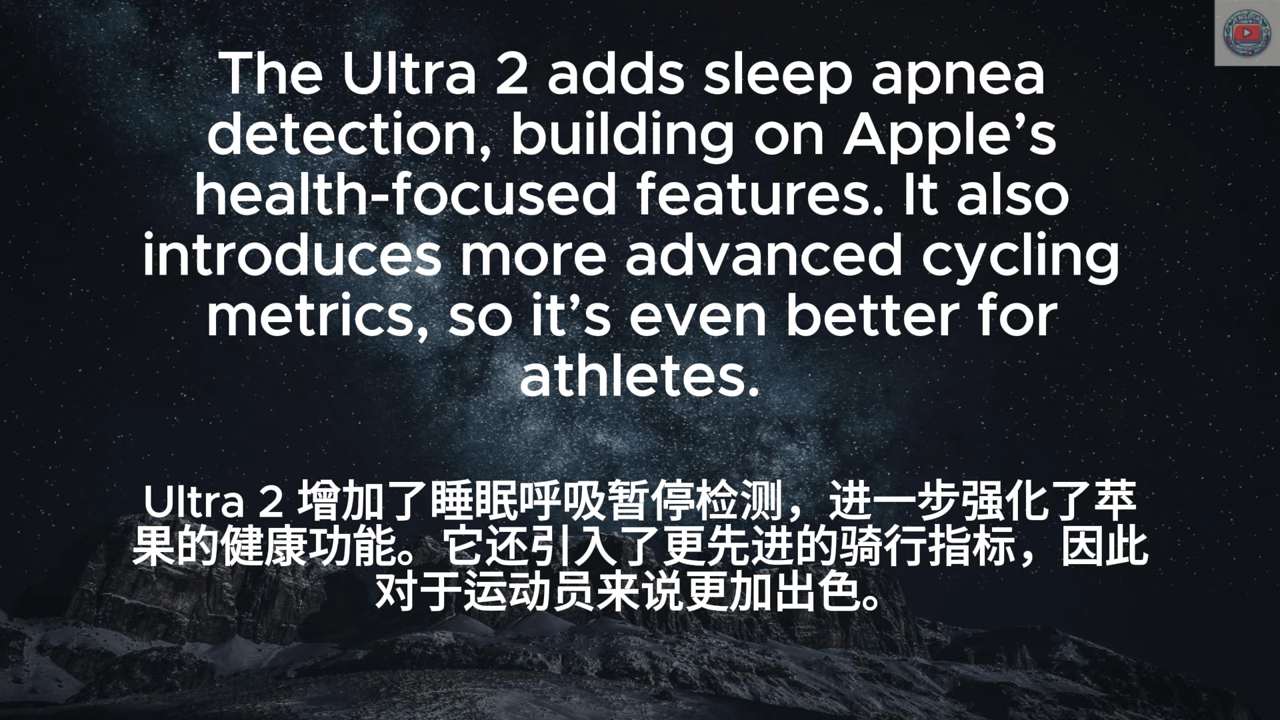 The Ultra 2 adds sleep apnea
detection, building on Apple’s
health-focused features. It also
introduces more advanced cycling
metrics, so it’s even better for
athletes.
Ultra 2 增加了睡眠呼吸暂停检测，进一步强化了苹
果的健康功能。它还引入了更先进的骑行指标，因此
对于运动员来说更加出色。